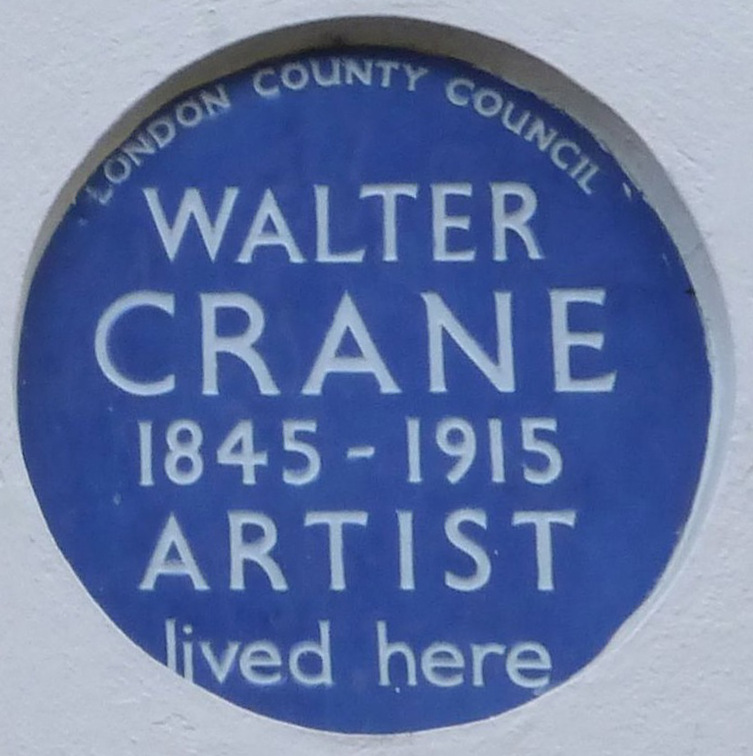 LONDON COUNTY COUNCIL
WALTER
CRANE
1845-1915
ARTIST
lived here